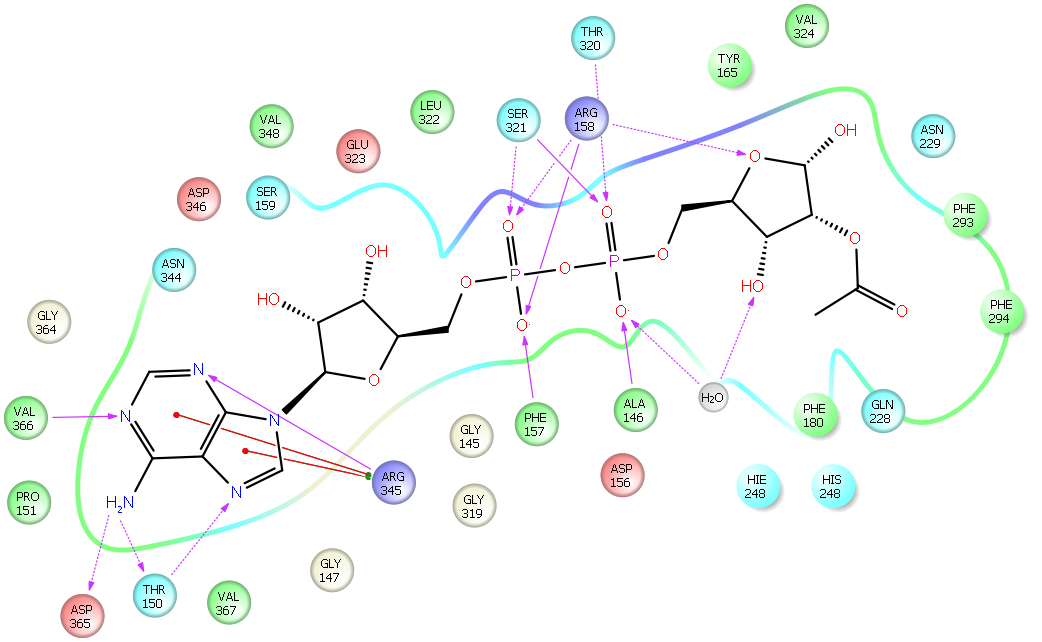 VAL
324
THR
320
TYR
165
LEU
322
SER
321
ARG
158
VAL
348
GLU
323
OH
ASN
229
O
ASP
346
SER
159
O
O
PHE
293
OH
O
ASN
344
O
P
O
P
O
HO
HO
GLY
364
O
O
O
PHE
294
N
O
H₂O
VAL
366
N
N
PHE
157
ALA
146
PHE
180
GLN
228
GLY
145
ASP
156
PRO
151
H₂N
N
ARG
345
GLY
319
HIE
248
HIS
248
GLY
147
THR
150
ASP
365
VAL
367